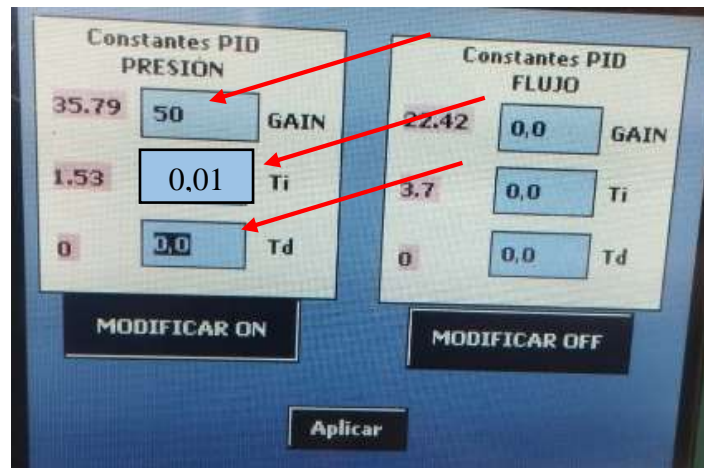 Constantes PID
PRESIÓN
35.79 50 GAIN
1.53 0,01 Ti
0 0,0 Td
MODIFICAR ON
Constantes PID
FLUJO
22.42 0,0 GAIN
3.7 0,0 Ti
0 0,0 Td
MODIFICAR OFF
Aplicar